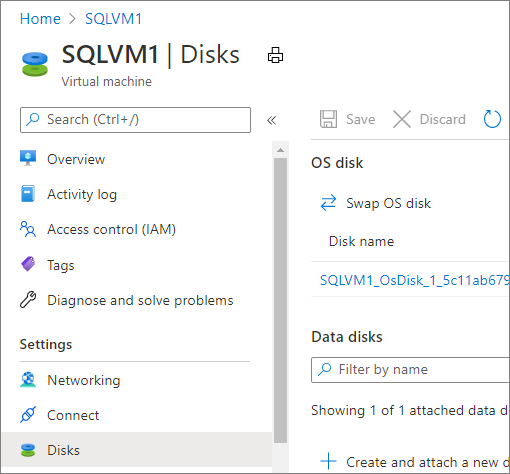 Home > SQLVM1
SQLVM1 | Disks
Virtual machine
Search (Ctrl+/)
«
Overview
Activity log
Access control (IAM)
Tags
Diagnose and solve problems
Settings
Networking
Connect
Disks
Save Discard
OS disk
Swap OS disk
Disk name
SQLVM1_OsDisk_1_5c11ab679
Data disks
Filter by name
Showing 1 of 1 attached data d
Create and attach a new d